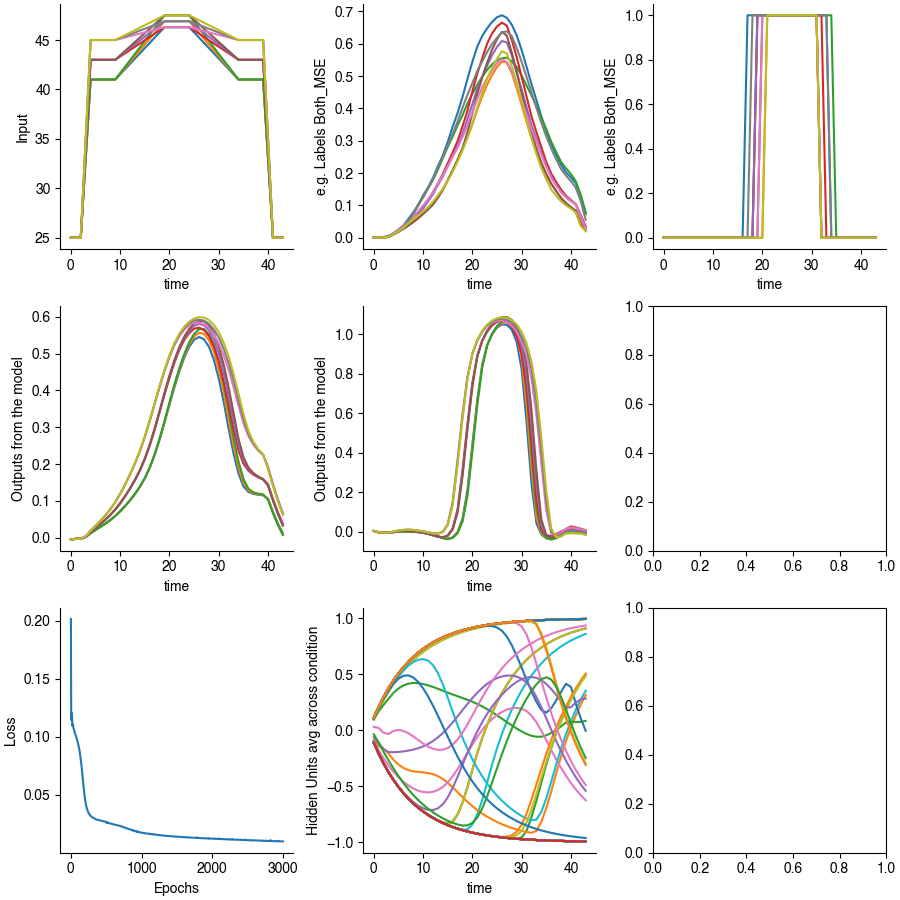 45
40
35
30
25
Input
0 10 20 30 40
time
0.7
0.6
0.5
0.4
0.3
0.2
0.1
0.0
e.g. Labels Both_MSE
0 10 20 30 40
time
1.0
0.8
0.6
0.4
0.2
0.0
e.g. Labels Both_MSE
0 10 20 30 40
time
0.6
0.5
0.4
0.3
0.2
0.1
0.0
Outputs from the model
0 10 20 30 40
time
1.0
0.8
0.6
0.4
0.2
0.0
Outputs from the model
0 10 20 30 40
time
1.0
0.8
0.6
0.4
0.2
0.0
0.0 0.2 0.4 0.6 0.8 1.0
0.20
0.15
0.10
0.05
Loss
0 1000 2000 3000
Epochs
1.0
0.5
0.0
−0.5
−1.0
Hidden Units avg across condition
0 10 20 30 40
time
1.0
0.8
0.6
0.4
0.2
0.0
0.0 0.2 0.4 0.6 0.8 1.0